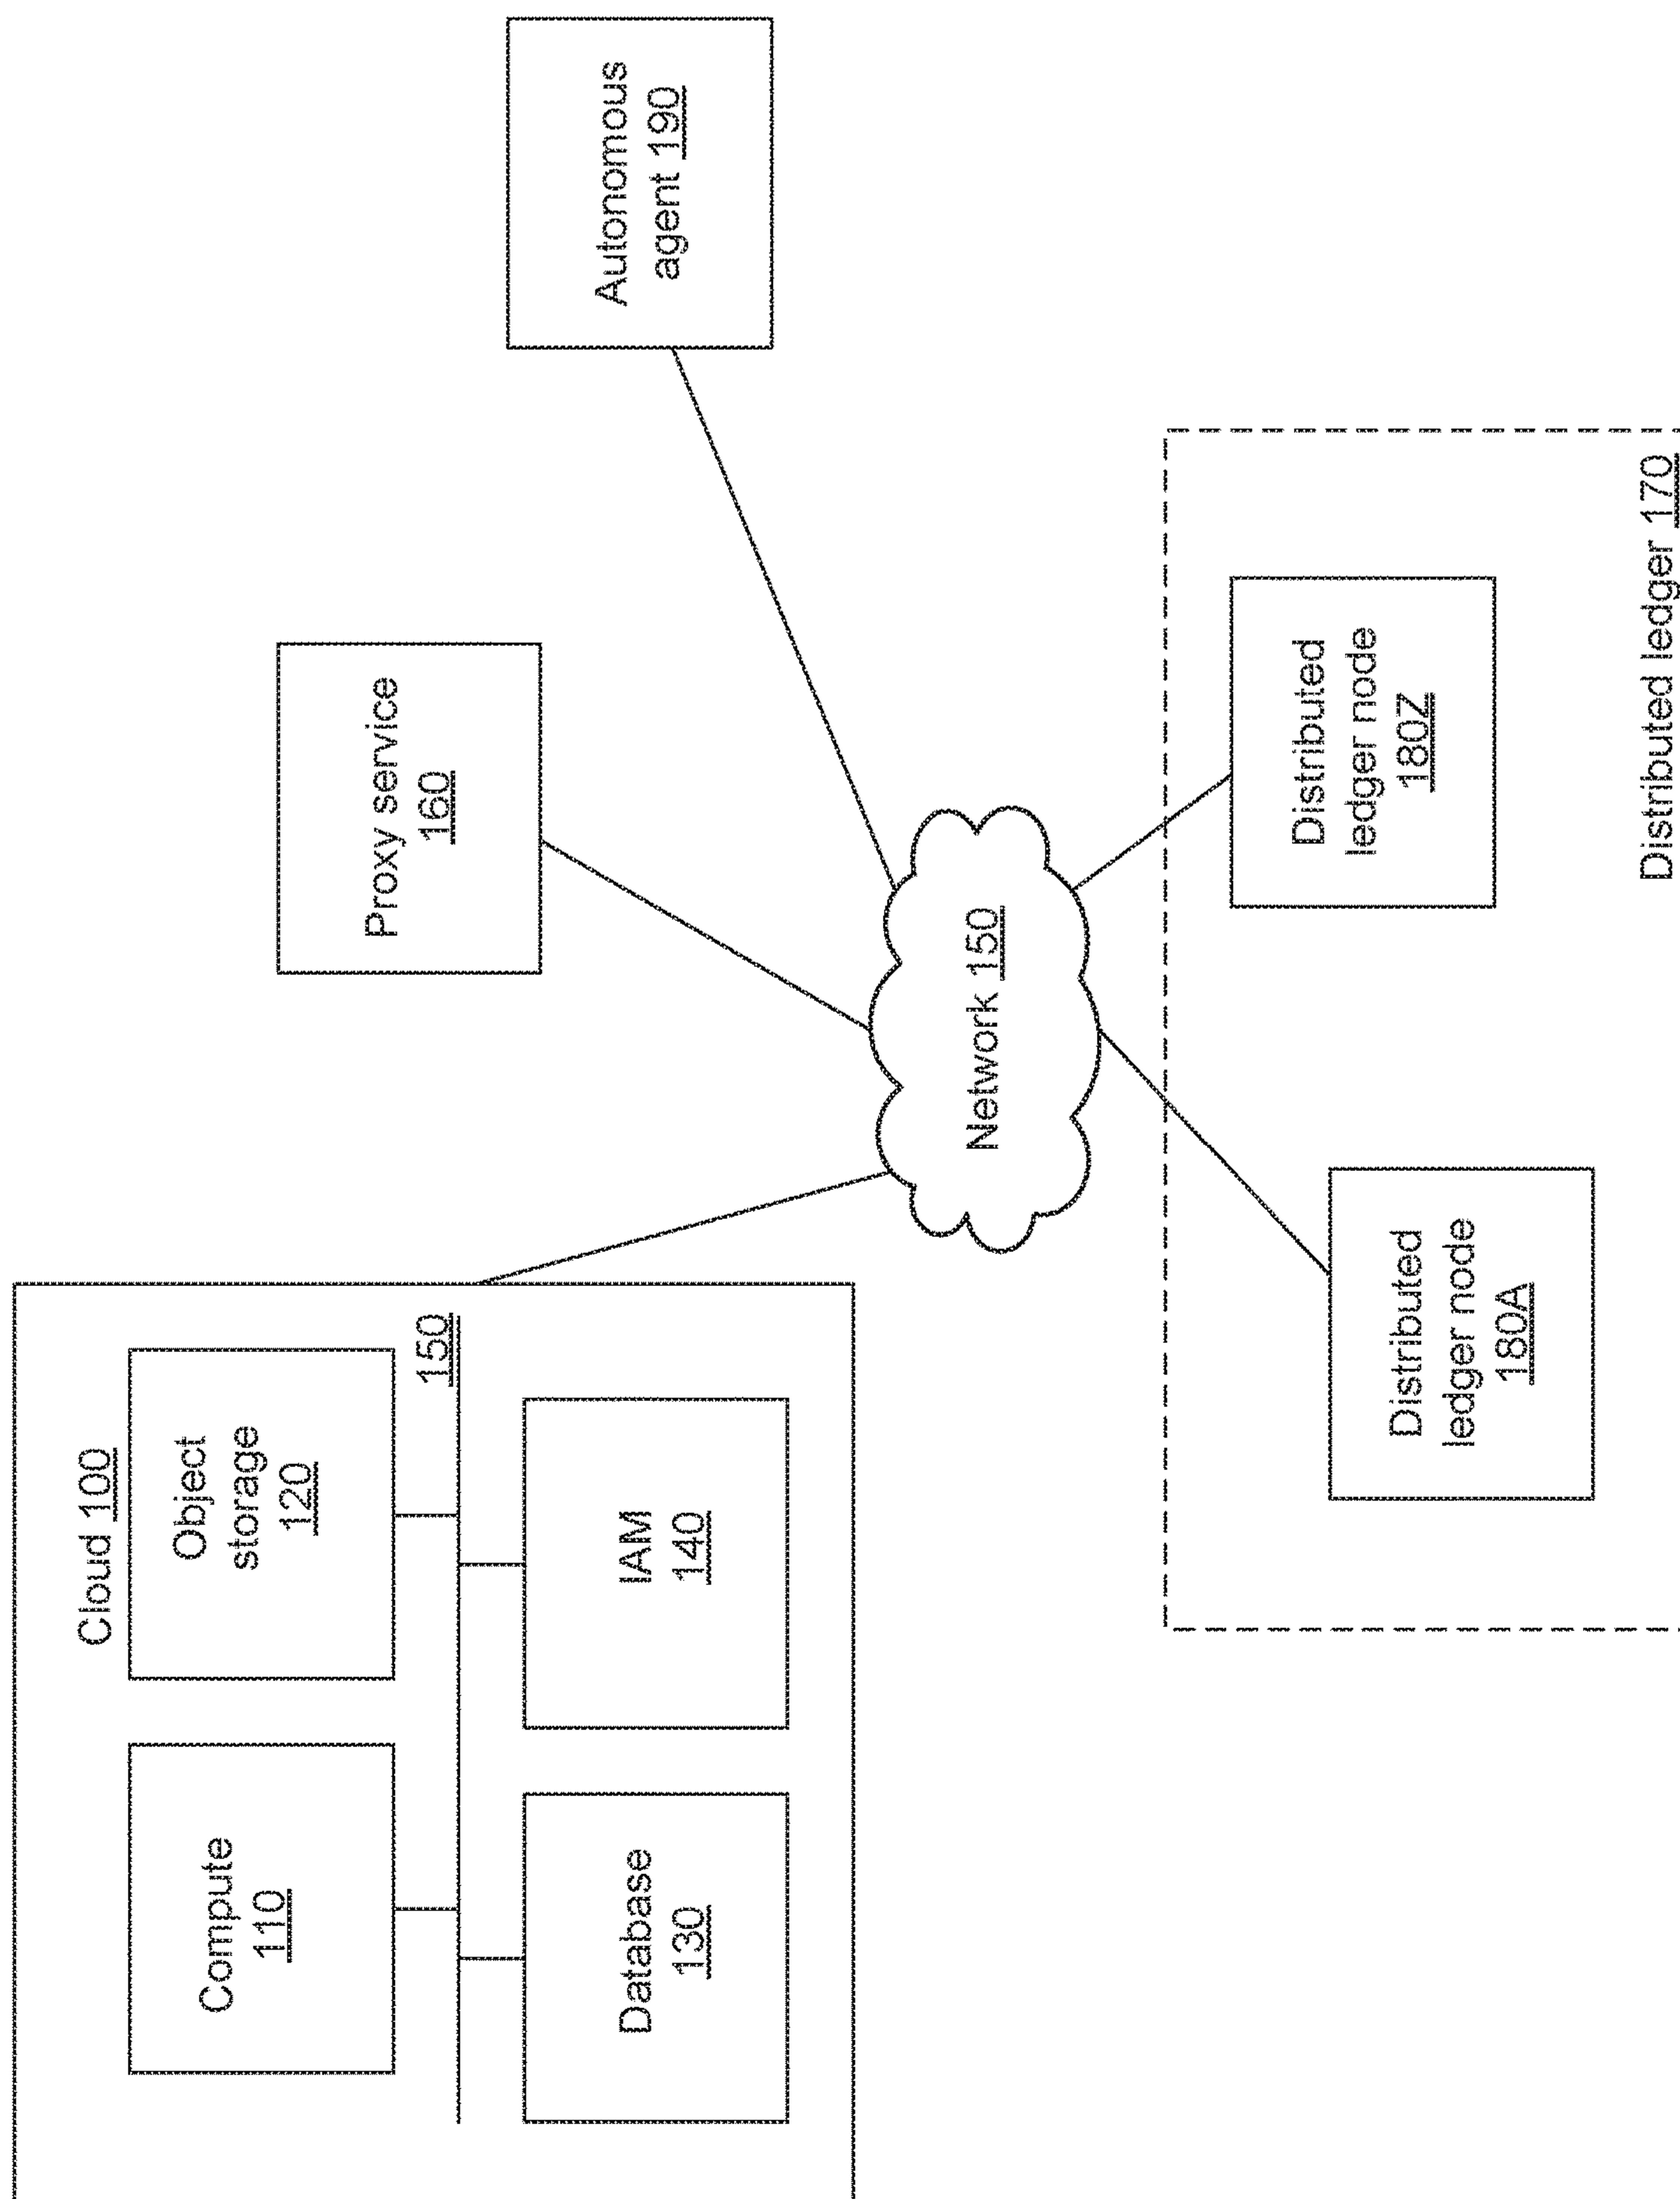 Cloud 100
Compute
110
Object
storage
120
150
Database
130
IAM
140
Proxy service
160
Autonomous
agent 190
Network 150
Distributed
ledger node
180A
Distributed
ledger node
180Z
Distributed ledger 170